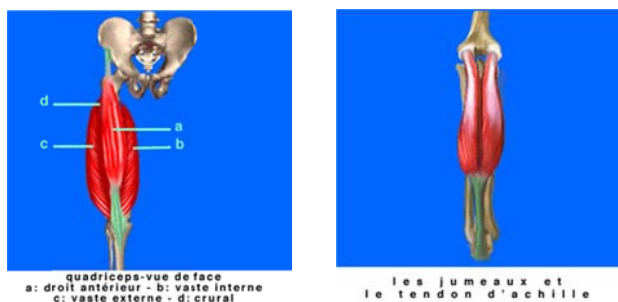 d
a
c
b
quadriceps-vue de face
a: droit antérieur - b: vaste interne
c: vaste externe - d: crural
les jumeaux et
le tendon d'achille